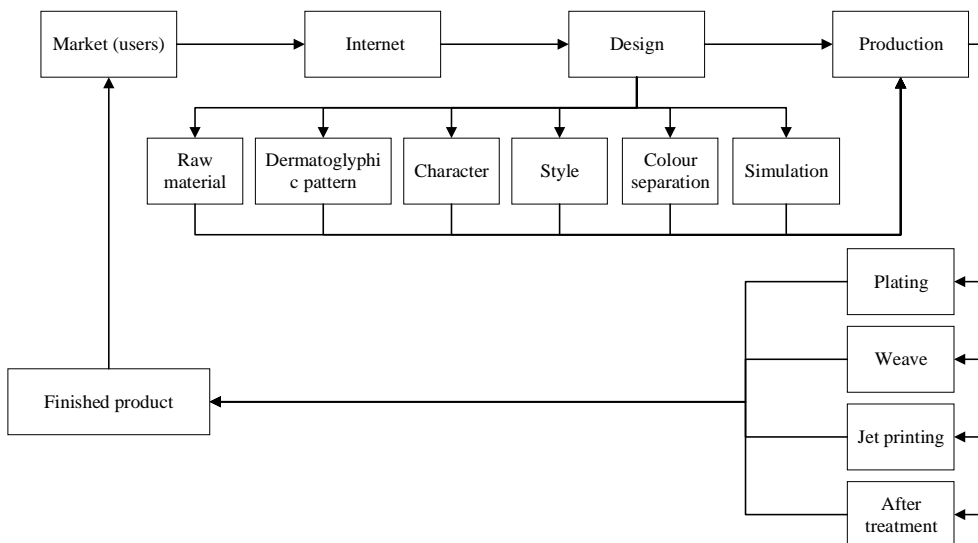 Market (users)
Internet
Design
Production
Raw
material
Dermatoglyphi
c pattern
Character
Style
Colour
separation
Simulation
Plating
Weave
Finished product
Jet printing
After
treatment